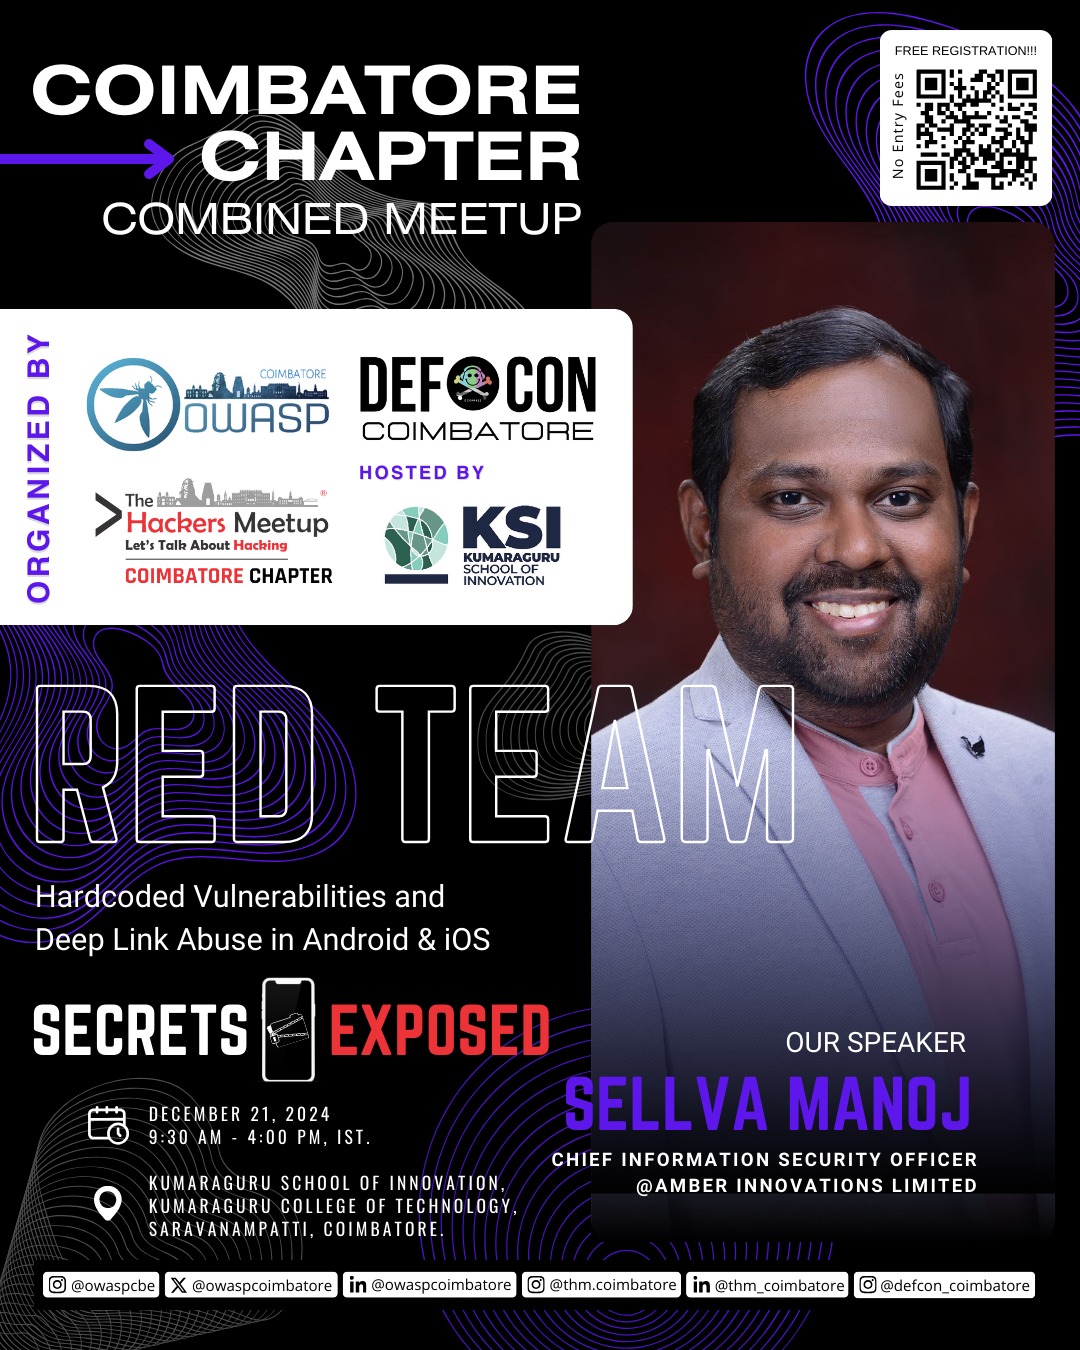 COIMBATORE
CHAPTER
COMBINED MEETUP
FREE REGISTRATION!!!
No Entry Fees
ORGANIZED BY
COIMBATORE
OWASP
DEF CON
COIMBATORE
The
Hackers Meetup
Let's Talk About Hacking
COIMBATORE CHAPTER
HOSTED BY
KSI
KUMARAGURU
SCHOOL OF
INNOVATION
RED TEAM
Hardcoded Vulnerabilities and
Deep Link Abuse in Android & iOS
SECRETS EXPOSED
DECEMBER 21, 2024
9:30 AM - 4:00 PM, IST.
KUMARAGURU SCHOOL OF INNOVATION,
KUMARAGURU COLLEGE OF TECHNOLOGY,
SARAVANAMPATTI, COIMBATORE.
OUR SPEAKER
SELLVA MANOJ
CHIEF INFORMATION SECURITY OFFICER
@AMBER INNOVATIONS LIMITED
@owaspcbe @owaspcoimbatore @owaspcoimbatore @thm.coimbatore @thm_coimbatore @defcon_coimbatore